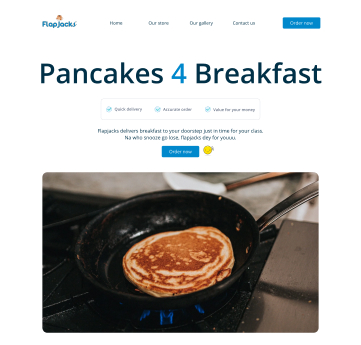 FlapJacks
Home Our store Our gallery Contact us Order now
Pancakes 4 Breakfast
Quick delivery Accurate order Value for your money
Flapjacks delivers breakfast to your doorstep just in time for your class.
Na who snooze go lose, flapjacks dey for youuu.
Order now